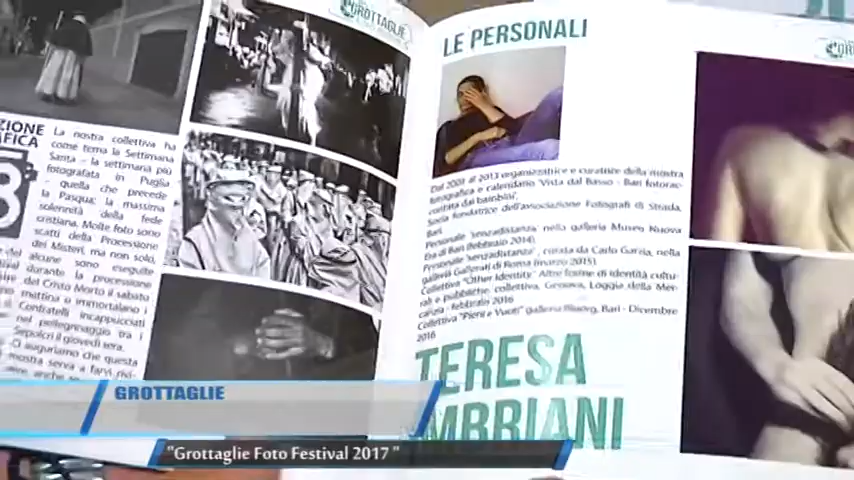 GROTTAGLIE
ZIONE
FICA
La nostra collettiva ha
come tema la Settimana
Santa - la settimana più
fotografata in Puglia
- quella che precede
la Pasqua: la massima
solennità della fede
cristiana. Molte foto sono
scatti della Processione
dei Misteri, ma non solo,
alcune sono eseguite
durante la processione
del Cristo Morto il sabato
mattina o immortalano i
Confratelli incappucciati
nel pellegrinaggio tra i
Sepolcri il giovedì sera.
Ci auguriamo che questa
mostra serva a farvi rivi-
LE PERSONALI
Dal 2008 al 2013 organizzatrice e curatrice della mostra
fotografica e calendario "Vista dal Basso - Bari fotorac-
contata dai bambini".
Socia fondatrice dell'associazione Fotografi di Strada,
Bari.
Personale "senzadistanza" nella galleria Museo Nuova
Era di Bari (febbraio 2014).
Personale "senzadistanza", curata da Carlo Garzia, nella
galleria Gallerati di Roma (marzo 2015).
Collettiva "Other Identity" Altre forme di identità cultu-
rali e pubbliche collettiva, Genova, Loggia della Mer-
canzia - febbraio 2016
Collettiva "Pieni e Vuoti" galleria Bluorg, Bari - Dicembre
2016
TERESA
IMBRIANI
GROTTAGLIE
"Grottaglie Foto Festival 2017 "